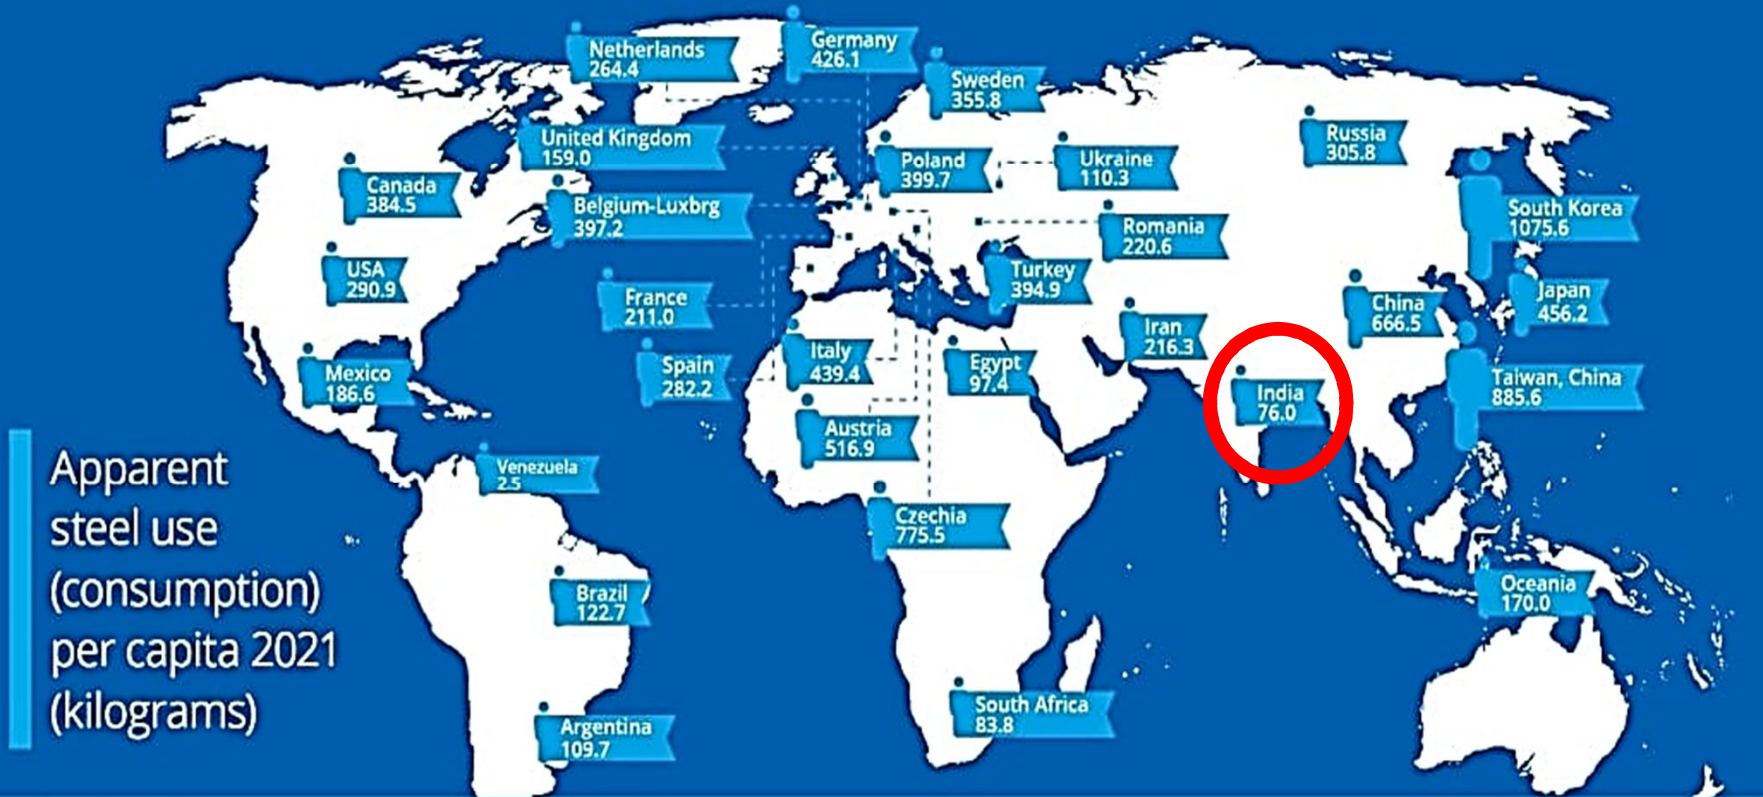 Netherlands
264.4
Germany
426.1
Sweden
355.8
United Kingdom
159.0
Poland
399.7
Ukraine
110.3
Russia
305.8
Canada
384.5
Belgium-Luxbrg
397.2
Romania
220.6
South Korea
1075.6
USA
290.9
France
211.0
Turkey
394.9
China
666.5
Japan
456.2
Iran
216.3
Mexico
186.6
Spain
282.2
Italy
439.4
Egypt
97.4
India
76.0
Taiwan, China
885.6
Austria
516.9
Venezuela
2.5
Czechia
775.5
Apparent
steel use
(consumption)
per capita 2021
(kilograms)
Brazil
122.7
Oceania
170.0
South Africa
83.8
Argentina
109.7